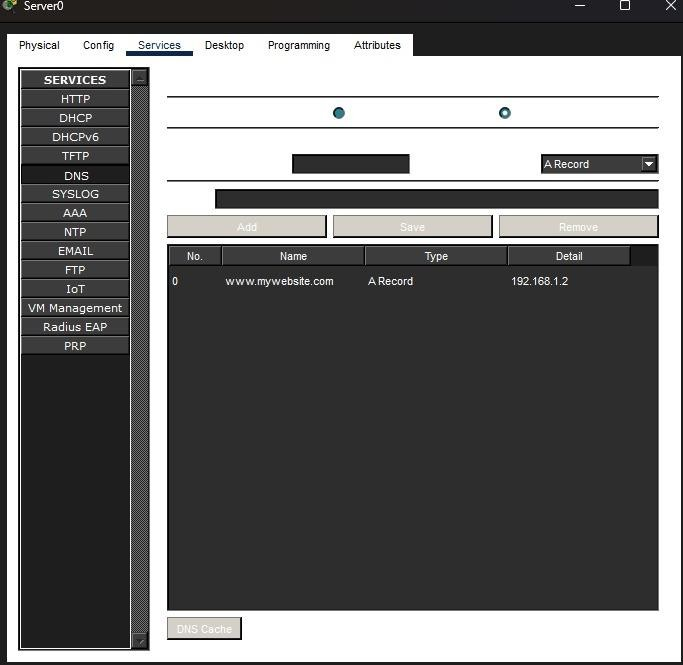 Server0
Physical Config Services Desktop Programming Attributes
SERVICES
HTTP
DHCP
DHCPv6
TFTP
DNS
SYSLOG
AAA
NTP
EMAIL
FTP
IoT
VM Management
Radius EAP
PRP
A Record
Add Save Remove
No. Name Type Detail
0 www.mywebsite.com A Record 192.168.1.2
DNS Cache